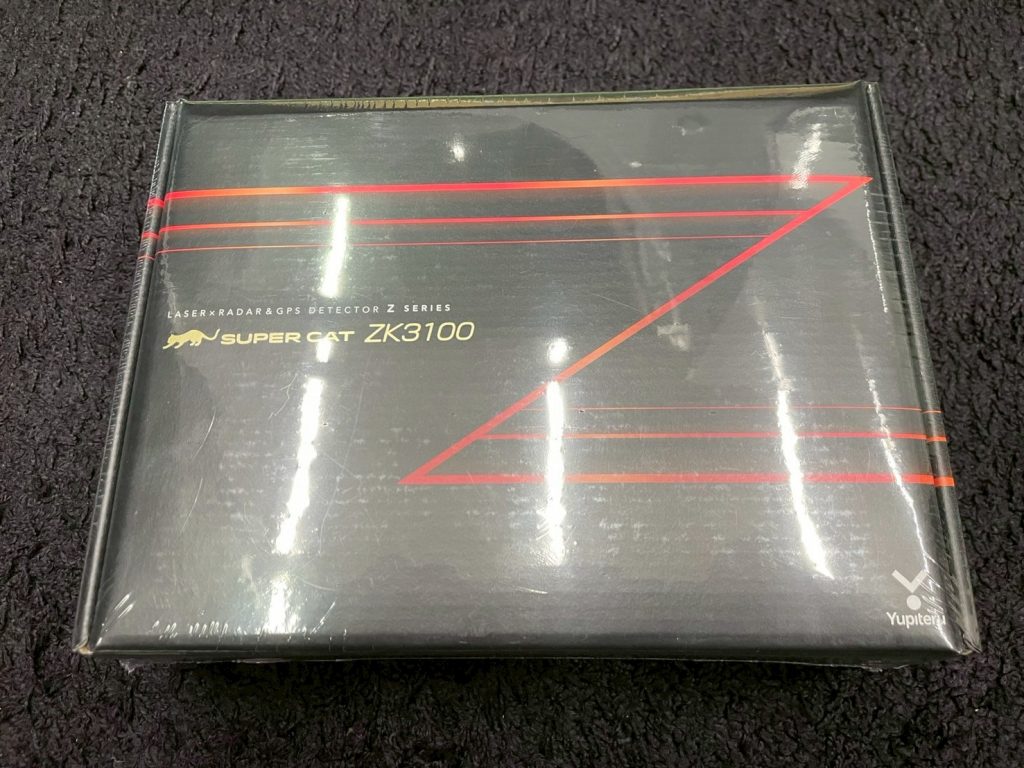 LASER×RADAR&GPS DETECTOR Z SERIES
SUPER CAT ZK3100
Yupiteru